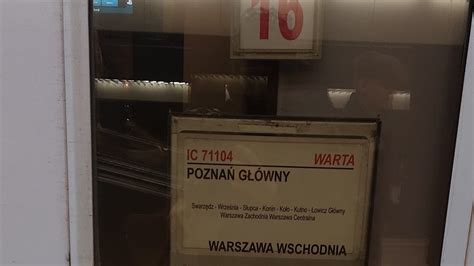 15
IC 71104 WARTA
POZNAŃ GŁÓWNY
Swarzędz - Września - Słupca - Konin - Koło - Kutno - Łowicz Główny
Warszawa Zachodnia Warszawa Centralna
WARSZAWA WSCHODNIA